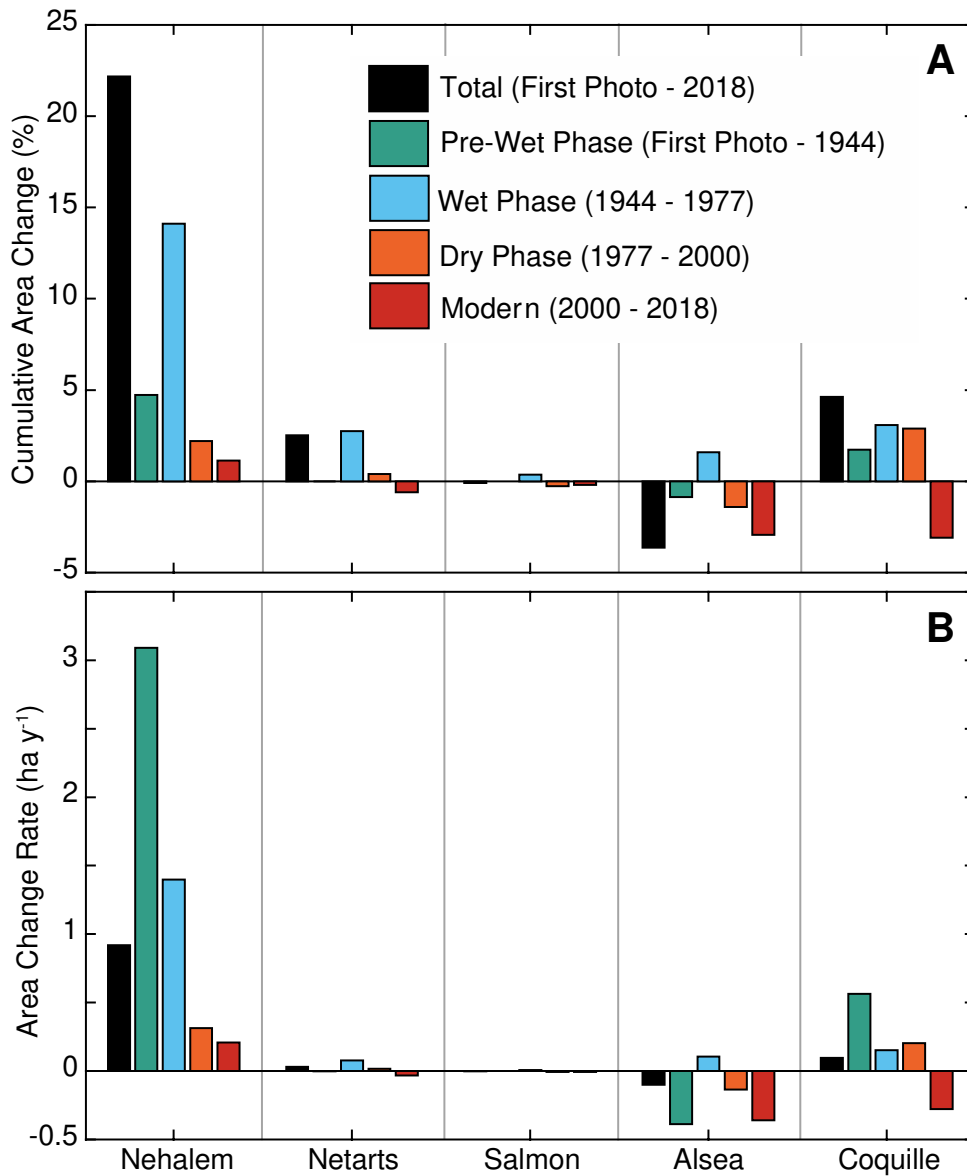 25
20
15
10
5
0
-5
Cumulative Area Change (%)
A
Total (First Photo - 2018)
Pre-Wet Phase (First Photo - 1944)
Wet Phase (1944 - 1977)
Dry Phase (1977 - 2000)
Modern (2000 - 2018)
B
3
2
1
0
-0.5
Area Change Rate (ha y⁻¹)
Nehalem Netarts Salmon Alsea Coquille